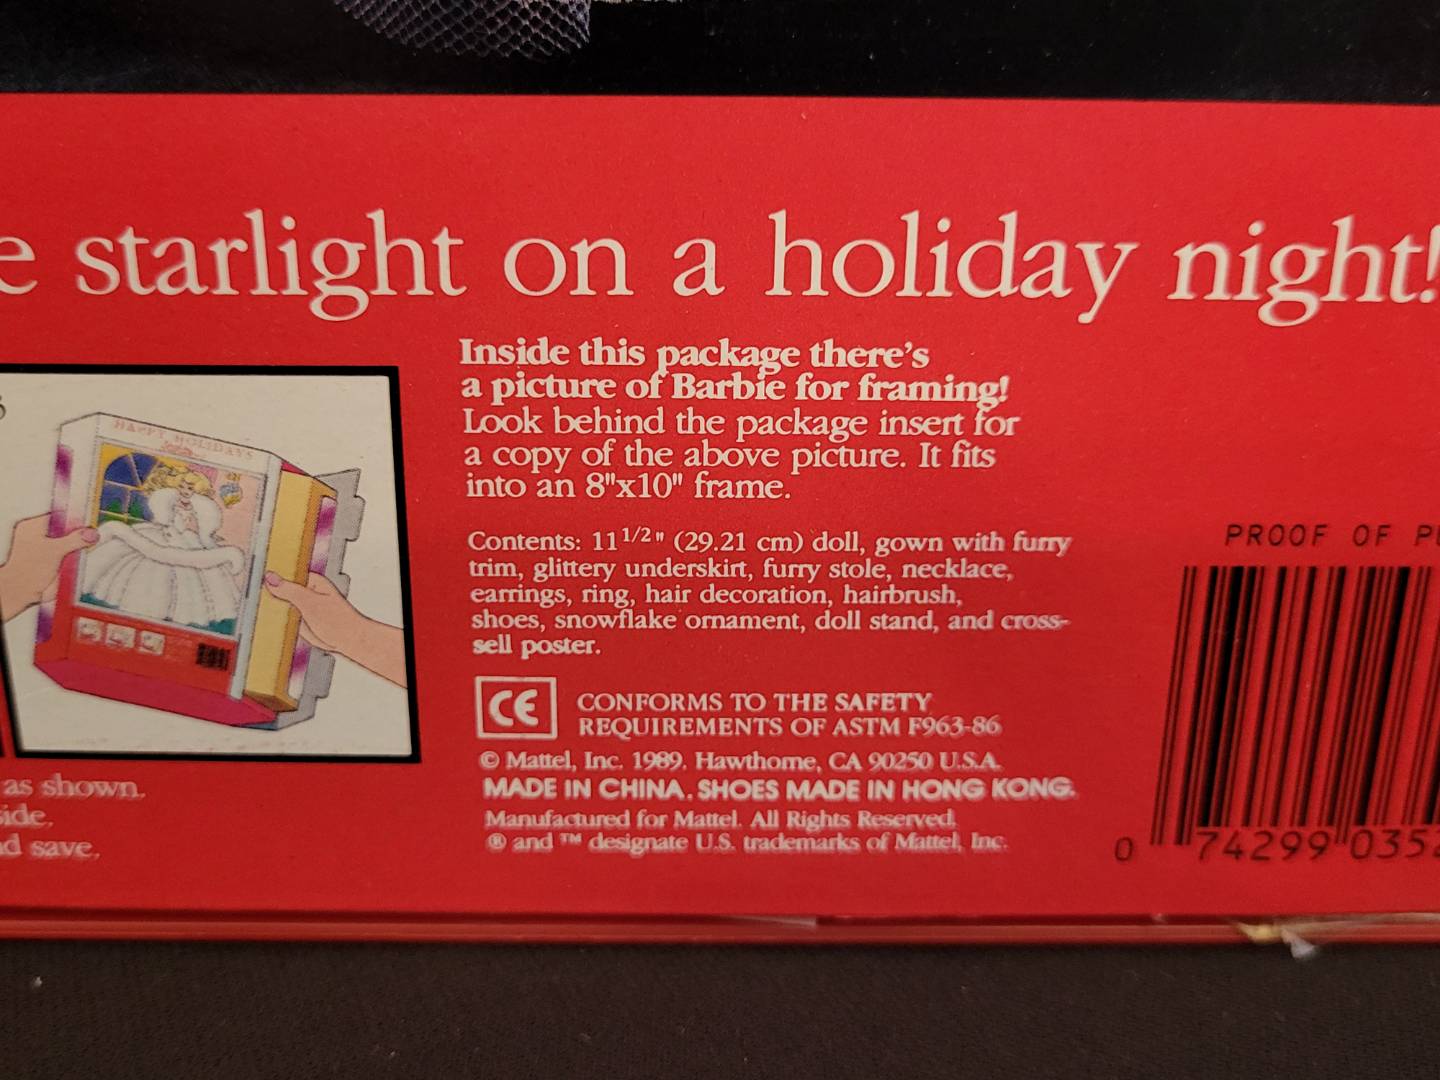 e starlight on a holiday night!
Inside this package there's
a picture of Barbie for framing!
Look behind the package insert for
a copy of the above picture. It fits
into an 8"x10" frame.
HAPPY HOLIDAYS
Contents: 11 1/2" (29.21 cm) doll, gown with furry
trim, glittery underskirt, furry stole, necklace,
earrings, ring, hair decoration, hairbrush,
shoes, snowflake ornament, doll stand, and cross-
sell poster.
CE CONFORMS TO THE SAFETY
REQUIREMENTS OF ASTM F963-86
© Mattel, Inc. 1989. Hawthorne, CA 90250 U.S.A.
MADE IN CHINA. SHOES MADE IN HONG KONG.
Manufactured for Mattel. All Rights Reserved.
® and ™ designate U.S. trademarks of Mattel, Inc.
as shown.
ide.
d save.
PROOF OF PU
0 74299 0352